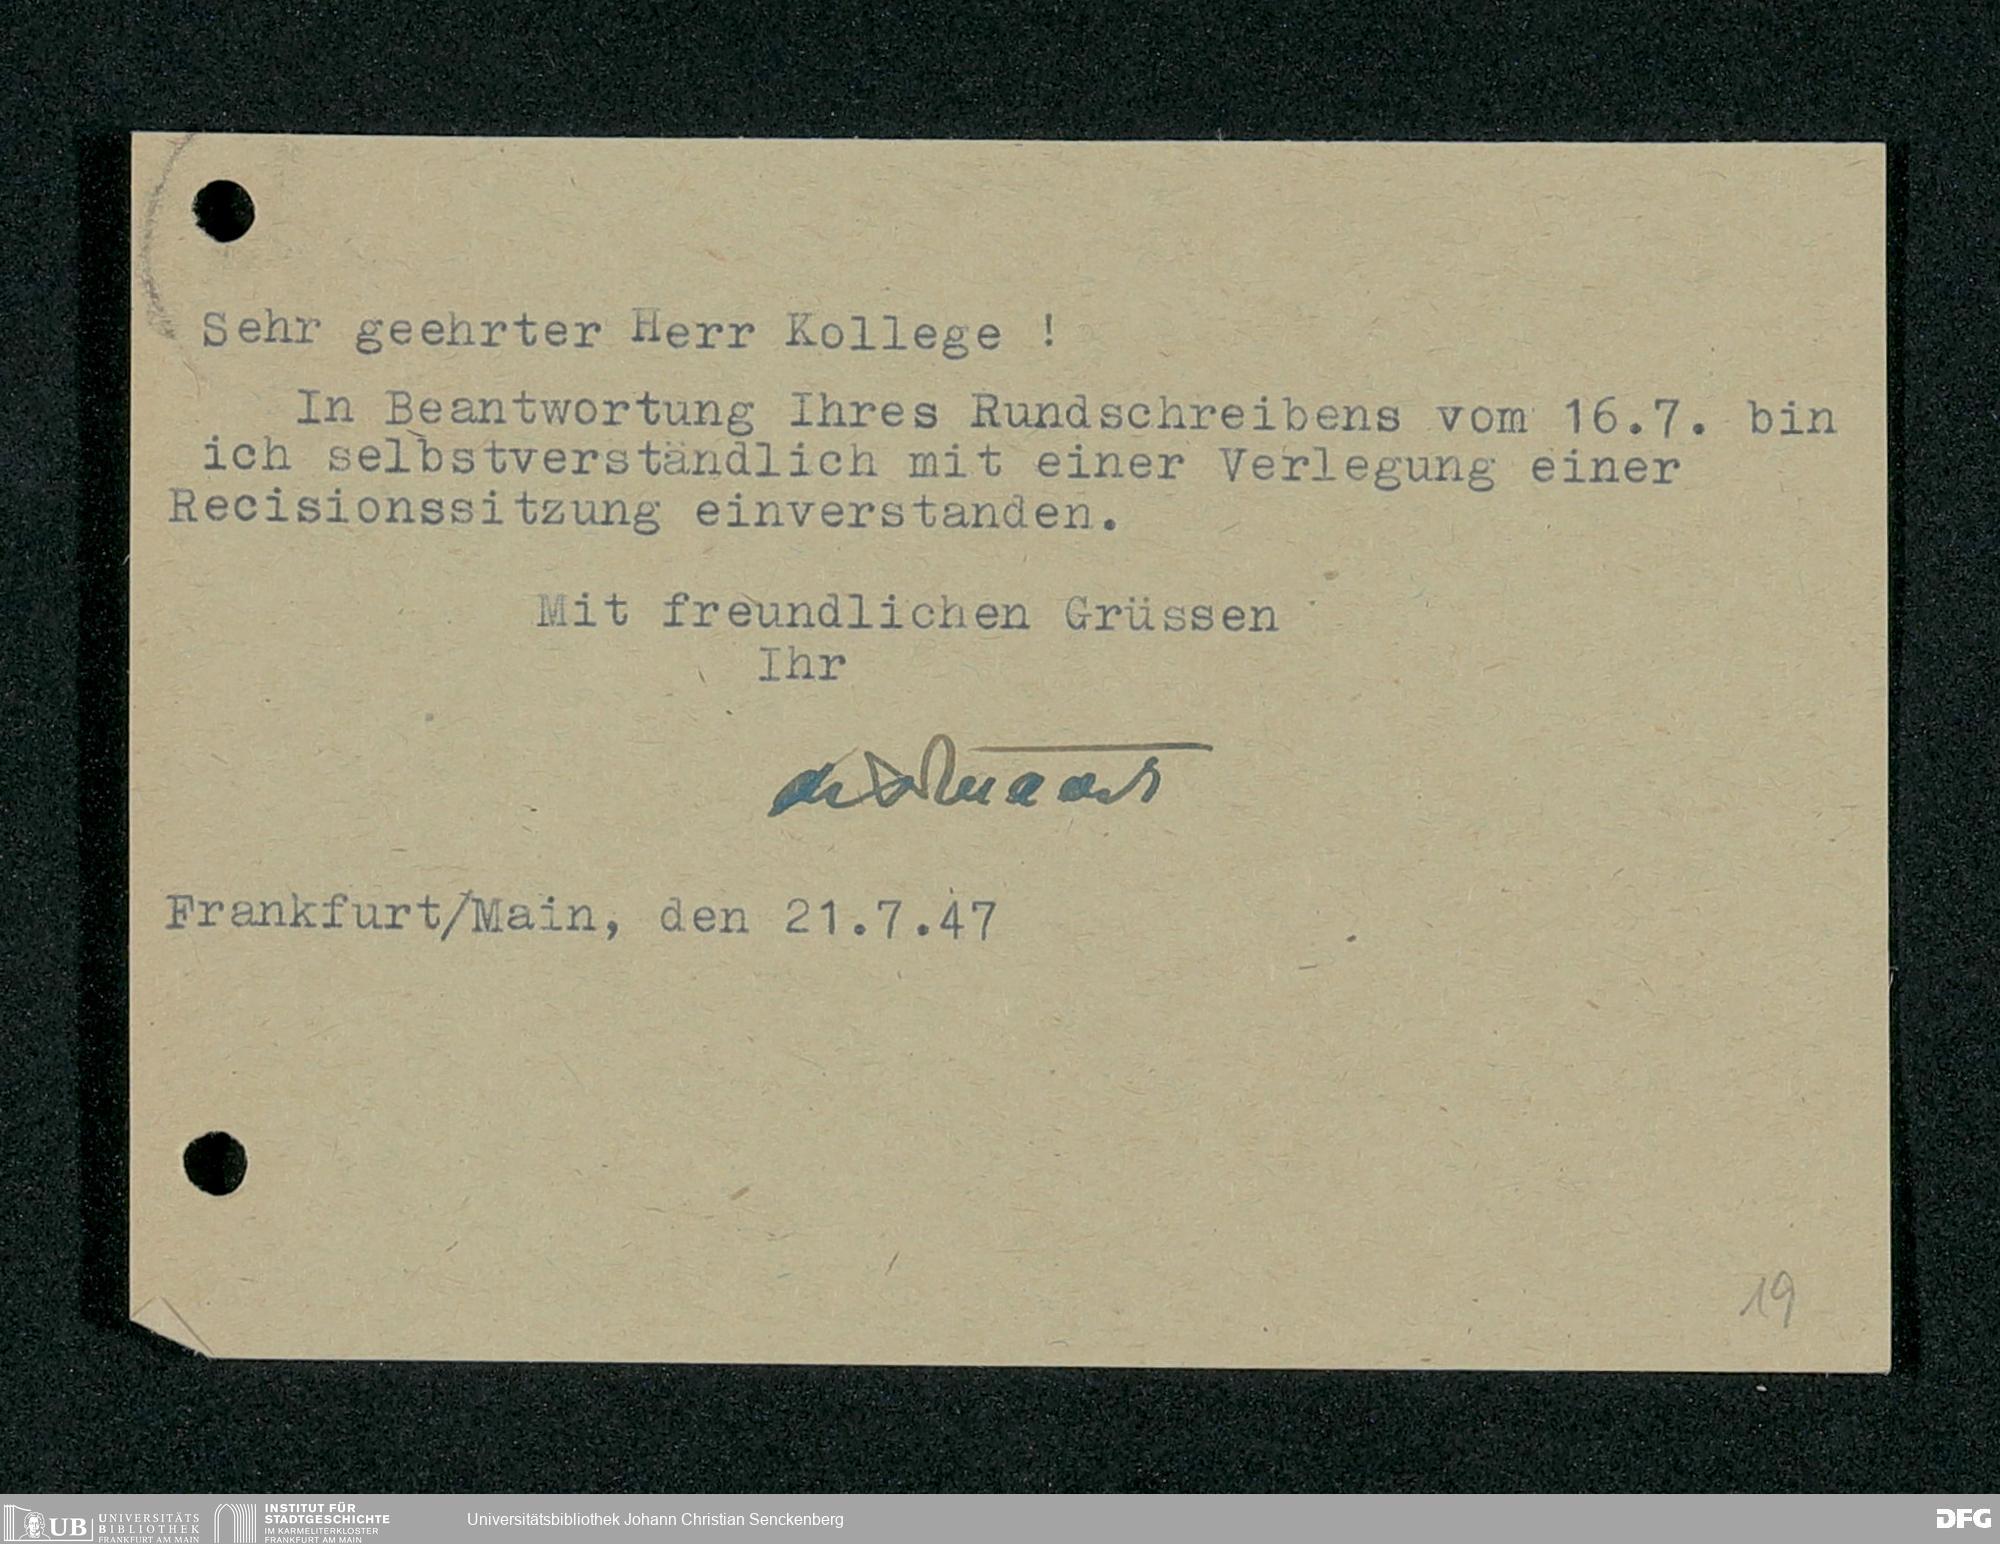 Sehr geehrter Herr Kollege !
In Beantwortung Ihres Rundschreibens vom 16.7. bin
ich selbstverständlich mit einer Verlegung einer
Recisionssitzung einverstanden.
Mit freundlichen Grüssen
Ihr
Frankfurt/Main, den 21.7.47
19
UB UNIVERSITÄTS
BIBLIOTHEK
FRANKFURT AM MAIN
INSTITUT FÜR
STADTGESCHICHTE
IM KARMELITERKLOSTER
FRANKFURT AM MAIN
Universitätsbibliothek Johann Christian Senckenberg
DFG